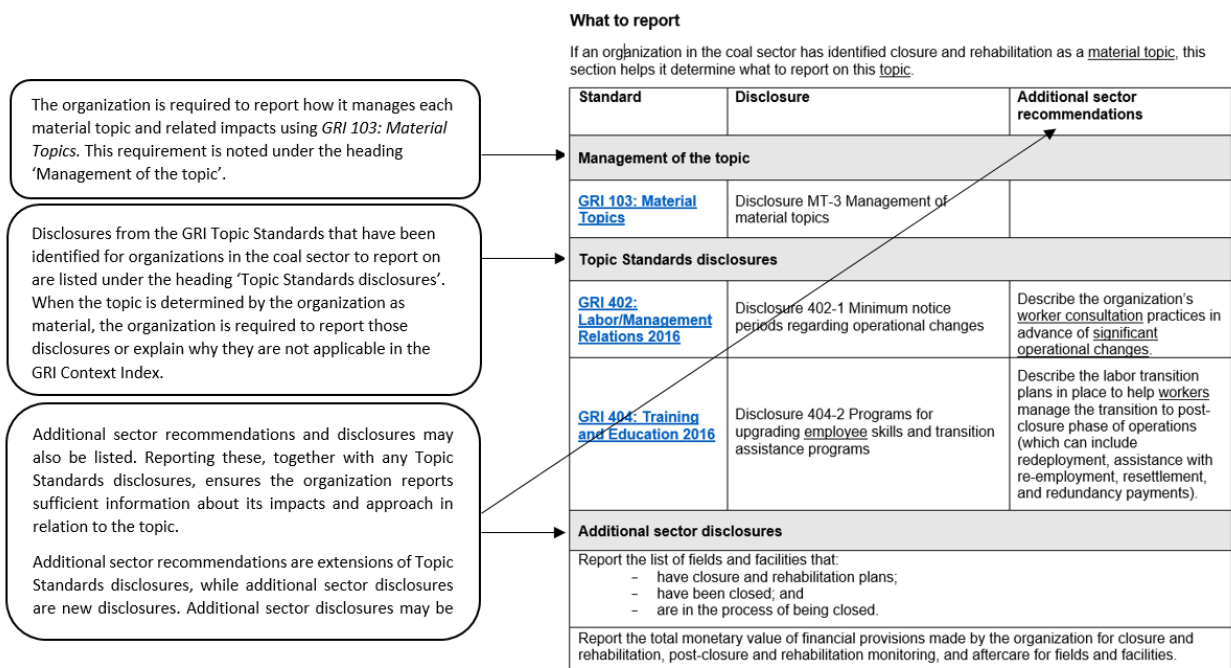 The organization is required to report how it manages each
material topic and related impacts using GRI 103: Material
Topics. This requirement is noted under the heading
‘Management of the topic’.
Disclosures from the GRI Topic Standards that have been
identified for organizations in the coal sector to report on
are listed under the heading ‘Topic Standards disclosures’.
When the topic is determined by the organization as
material, the organization is required to report those
disclosures or explain why they are not applicable in the
GRI Context Index.
Additional sector recommendations and disclosures may
also be listed. Reporting these, together with any Topic
Standards disclosures, ensures the organization reports
sufficient information about its impacts and approach in
relation to the topic.
Additional sector recommendations are extensions of Topic
Standards disclosures, while additional sector disclosures
are new disclosures. Additional sector disclosures may be
What to report
If an organization in the coal sector has identified closure and rehabilitation as a material topic, this
section helps it determine what to report on this topic.
Standard
Disclosure
Additional sector
recommendations
Management of the topic
GRI 103: Material
Topics
Disclosure MT-3 Management of
material topics
Topic Standards disclosures
GRI 402:
Labor/Management
Relations 2016
Disclosure 402-1 Minimum notice
periods regarding operational changes
Describe the organization’s
worker consultation practices in
advance of significant
operational changes.
GRI 404: Training
and Education 2016
Disclosure 404-2 Programs for
upgrading employee skills and transition
assistance programs
Describe the labor transition
plans in place to help workers
manage the transition to post-
closure phase of operations
(which can include
redeployment, assistance with
re-employment, resettlement,
and redundancy payments).
Additional sector disclosures
Report the list of fields and facilities that:
- have closure and rehabilitation plans;
- have been closed; and
- are in the process of being closed.
Report the total monetary value of financial provisions made by the organization for closure and
rehabilitation, post-closure and rehabilitation monitoring, and aftercare for fields and facilities.